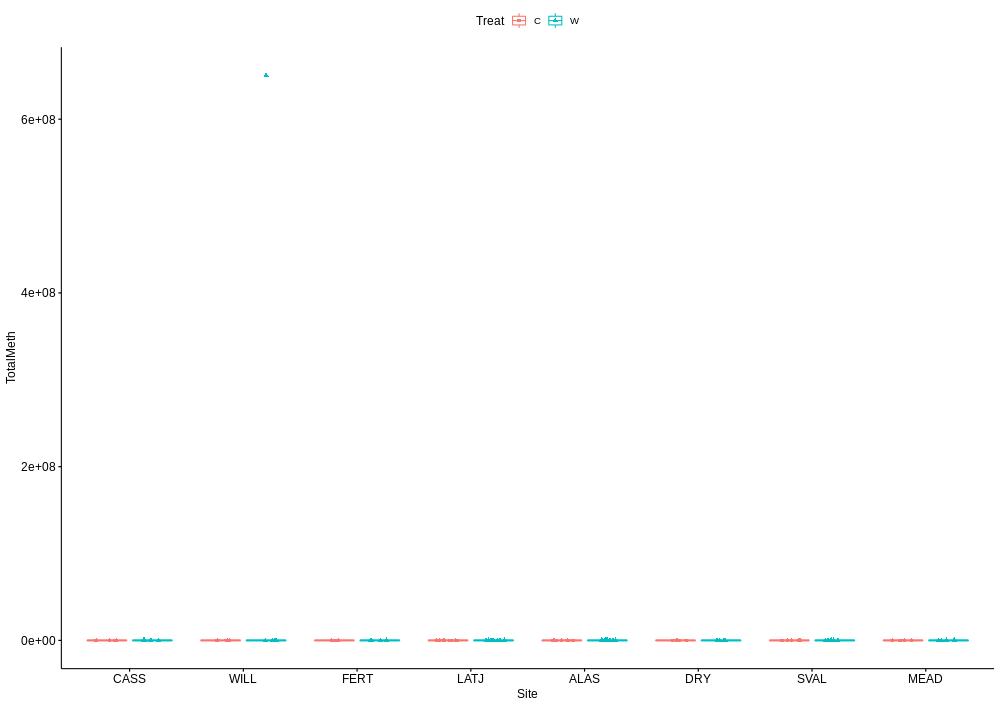 Treat C W
6e+08
4e+08
2e+08
0e+00
TotalMeth
CASS WILL FERT LATJ ALAS DRY SVAL MEAD
Site